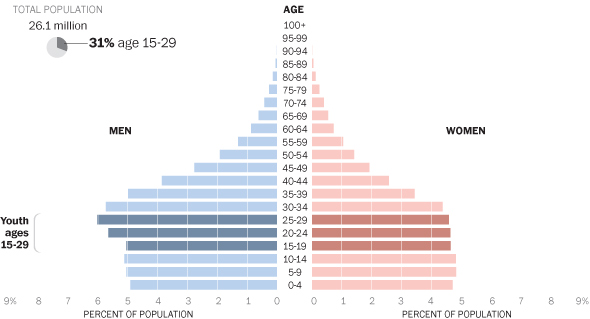 TOTAL POPULATION
26.1 million
31% age 15-29
AGE
100+
95-99
90-94
85-89
80-84
75-79
70-74
65-69
60-64
55-59
50-54
45-49
40-44
35-39
30-34
25-29
20-24
15-19
10-14
5-9
0-4
MEN
WOMEN
Youth
ages
15-29
9% 8 7 6 5 4 3 2 1 0
0 1 2 3 4 5 6 7 8 9%
PERCENT OF POPULATION
PERCENT OF POPULATION